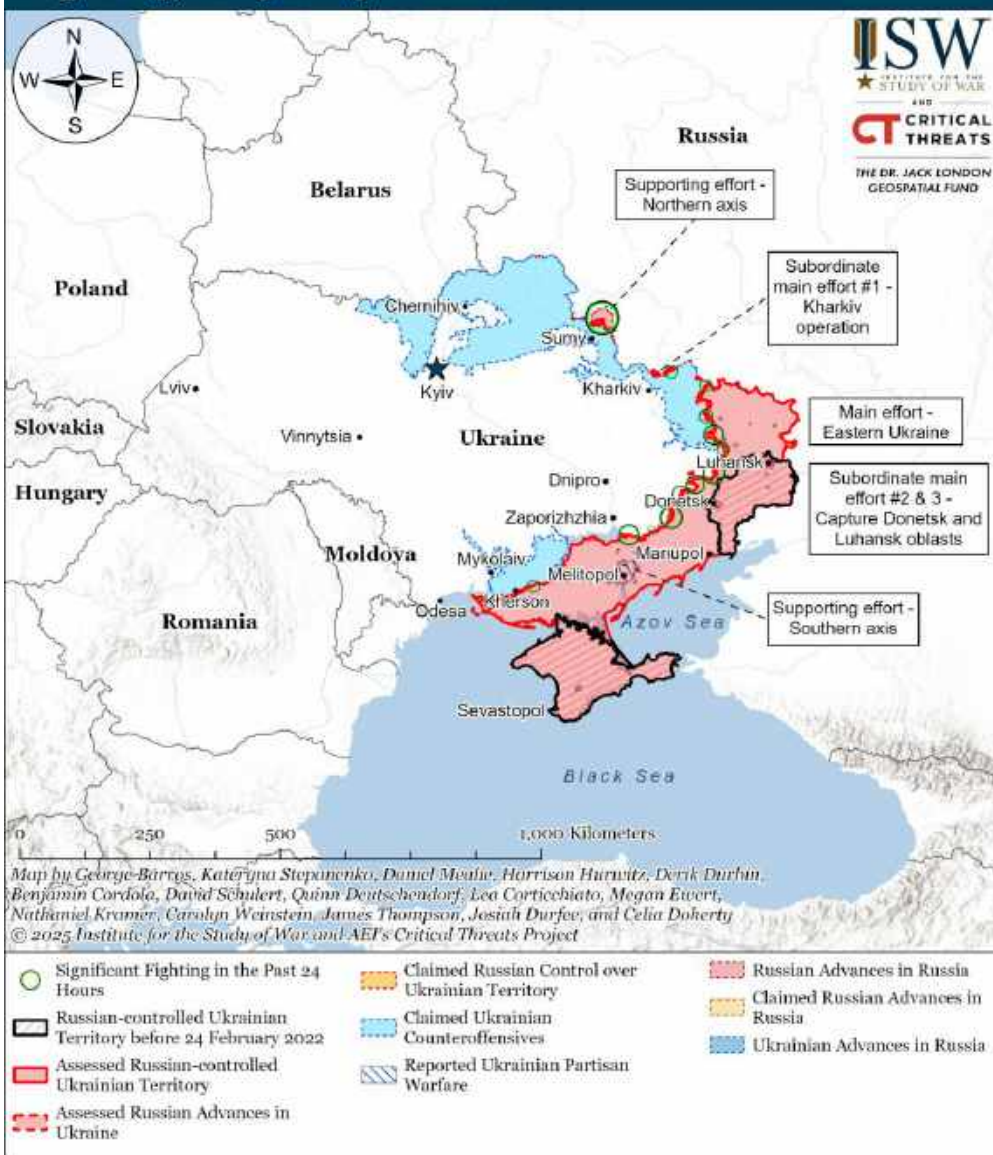 N
W
E
S
ISW
INSTITUTE FOR THE
STUDY OF WAR
AND
CT CRITICAL
THREATS
THE DR. JACK LONDON
GEOSPATIAL FUND
Russia
Belarus
Supporting effort -
Northern axis
Poland
Subordinate
main effort #1 -
Kharkiv
operation
Chernihiv
Sumy
Kyiv
Kharkiv
Lviv
Slovakia
Vinnytsia
Ukraine
Main effort -
Eastern Ukraine
Luhansk
Hungary
Dnipro
Donetsk
Subordinate main
effort #2 & 3 -
Capture Donetsk and
Luhansk oblasts
Zaporizhzhia
Moldova
Mykolaiv
Mariupol
Melitopol
Odesa
Kherson
Romania
Azov Sea
Supporting effort -
Southern axis
Sevastopol
Black Sea
0
250
500
1,000 Kilometers
Map by George Barros, Kateryna Stepanenko, Daniel Mealie, Harrison Hurwitz, Derik Durbin,
Benjamin Cordola, David Schulert, Quinn Deutschendorf, Leo Corticchiato, Megan Ewert,
Nathaniel Kramer, Carolyn Weinstein, James Thompson, Josiah Durfee, and Celia Doherty
© 2025 Institute for the Study of War and AEI's Critical Threats Project
Significant Fighting in the Past 24
Hours
Russian-controlled Ukrainian
Territory before 24 February 2022
Assessed Russian-controlled
Ukrainian Territory
Assessed Russian Advances in
Ukraine
Claimed Russian Control over
Ukrainian Territory
Claimed Ukrainian
Counteroffensives
Reported Ukrainian Partisan
Warfare
Russian Advances in Russia
Claimed Russian Advances in
Russia
Ukrainian Advances in Russia